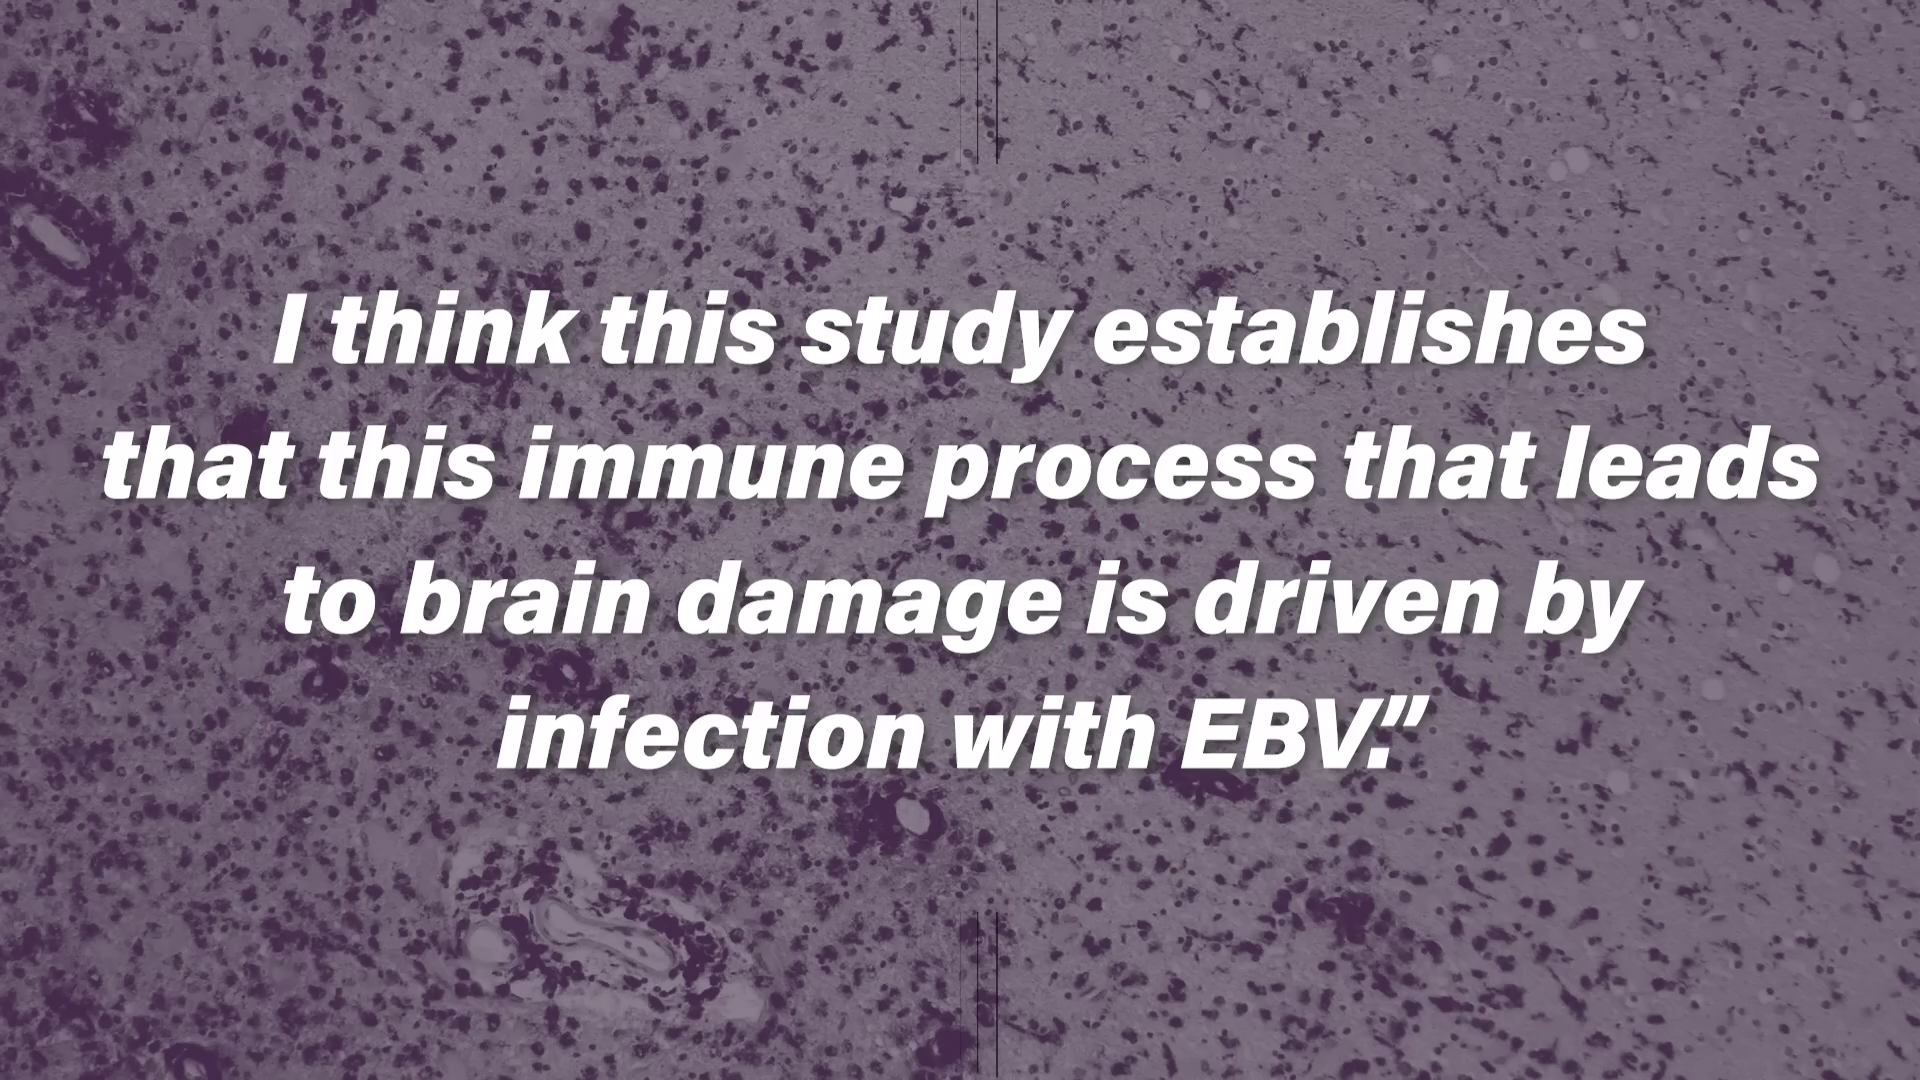 I think this study establishes
that this immune process that leads
to brain damage is driven by
infection with EBV.”